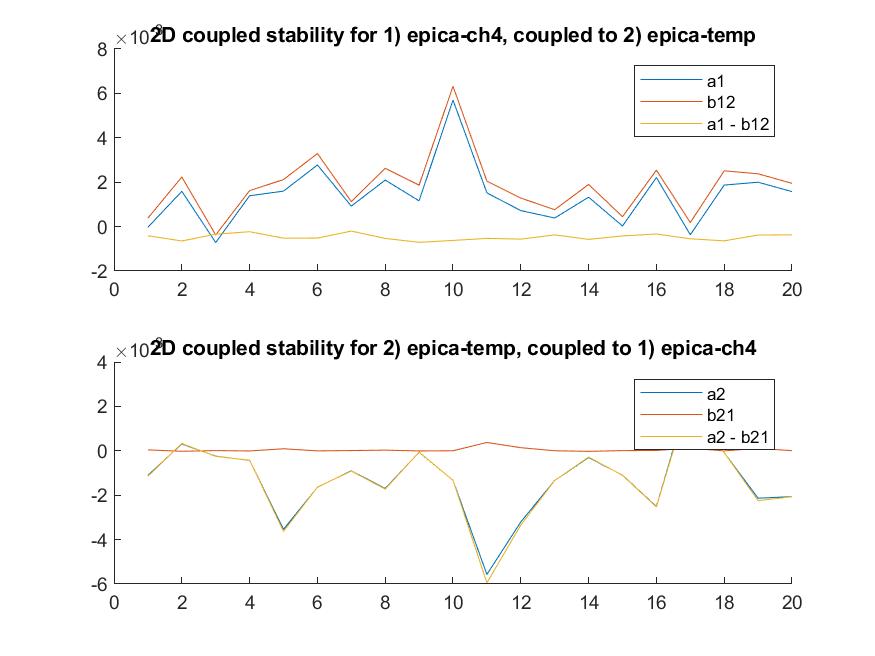 ×10
2D coupled stability for 1) epica-ch4, coupled to 2) epica-temp
8
6
4
2
0
-2
a1
b12
a1 - b12
0 2 4 6 8 10 12 14 16 18 20
×10
2D coupled stability for 2) epica-temp, coupled to 1) epica-ch4
4
2
0
-2
-4
-6
a2
b21
a2 - b21
0 2 4 6 8 10 12 14 16 18 20